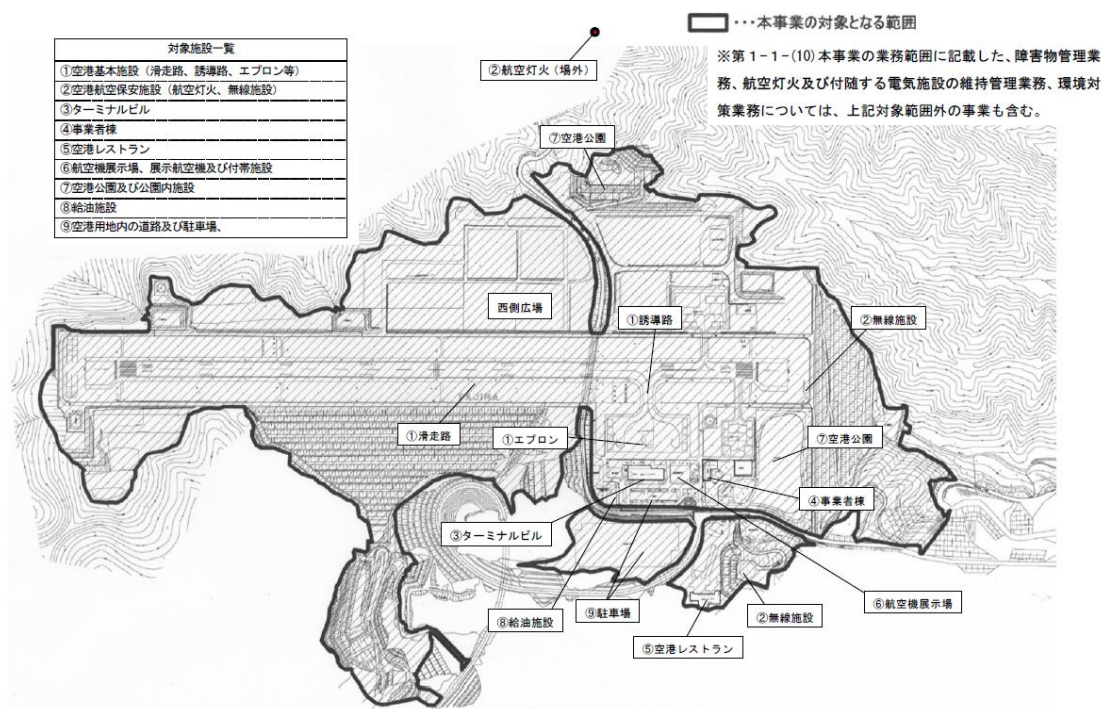 □ ･･･本事業の対象となる範囲
※第1-1-(10)本事業の業務範囲に記載した、障害物管理業
務、航空灯火及び付随する電気施設の維持管理業務、環境対
策業務については、上記対象範囲外の事業も含む。
対象施設一覧
①空港基本施設（滑走路、誘導路、エプロン等）
②空港航空保安施設（航空灯火、無線施設）
③ターミナルビル
④事業者棟
⑤空港レストラン
⑥航空機展示場、展示航空機及び付帯施設
⑦空港公園及び公園内施設
⑧給油施設
⑨空港用地内の道路及び駐車場、
②航空灯火（場外）
⑦空港公園
西側広場
①誘導路
②無線施設
TAJIMA
①滑走路
①エプロン
⑦空港公園
④事業者棟
③ターミナルビル
⑥航空機展示場
⑧給油施設
⑨駐車場
②無線施設
⑤空港レストラン